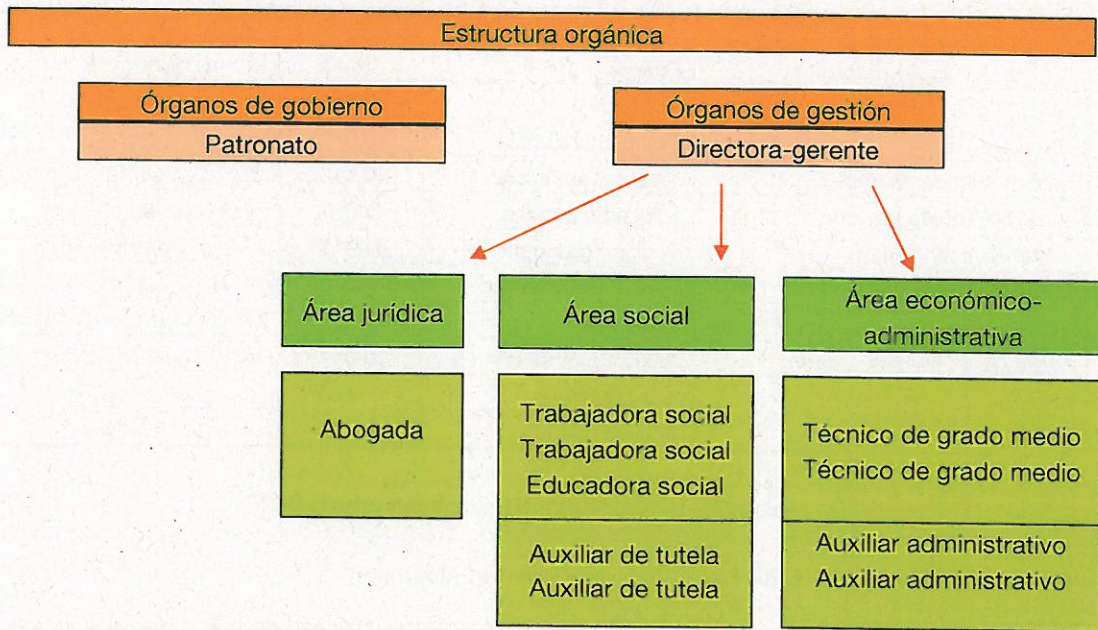 Estructura orgánica
Órganos de gobierno
Patronato
Órganos de gestión
Directora-gerente
Área jurídica
Abogada
Área social
Trabajadora social
Trabajadora social
Educadora social
Auxiliar de tutela
Auxiliar de tutela
Área económico-
administrativa
Técnico de grado medio
Técnico de grado medio
Auxiliar administrativo
Auxiliar administrativo